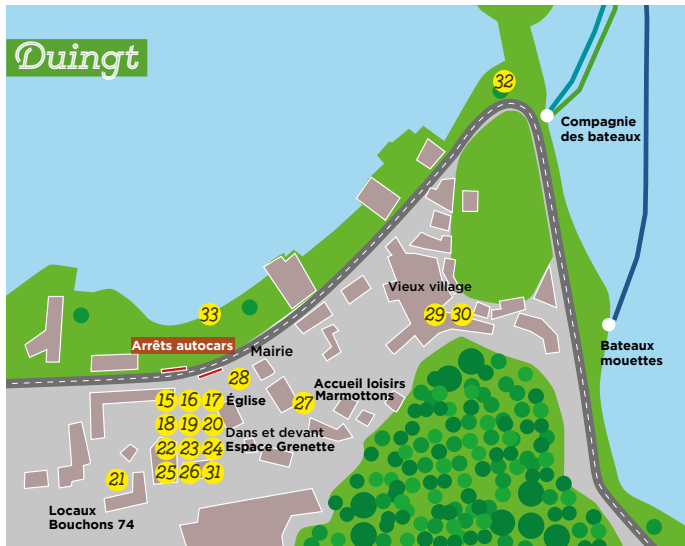 Duingt
32
Compagnie
des bateaux
Vieux village
29 30
33
Arrêts autocars
Mairie
Bateaux
mouettes
28
Accueil loisirs
Marmottons
27
15 16 17 Église
18 19 20 Dans et devant
22 23 24 Espace Grenette
25 26 31
21
Locaux
Bouchons 74